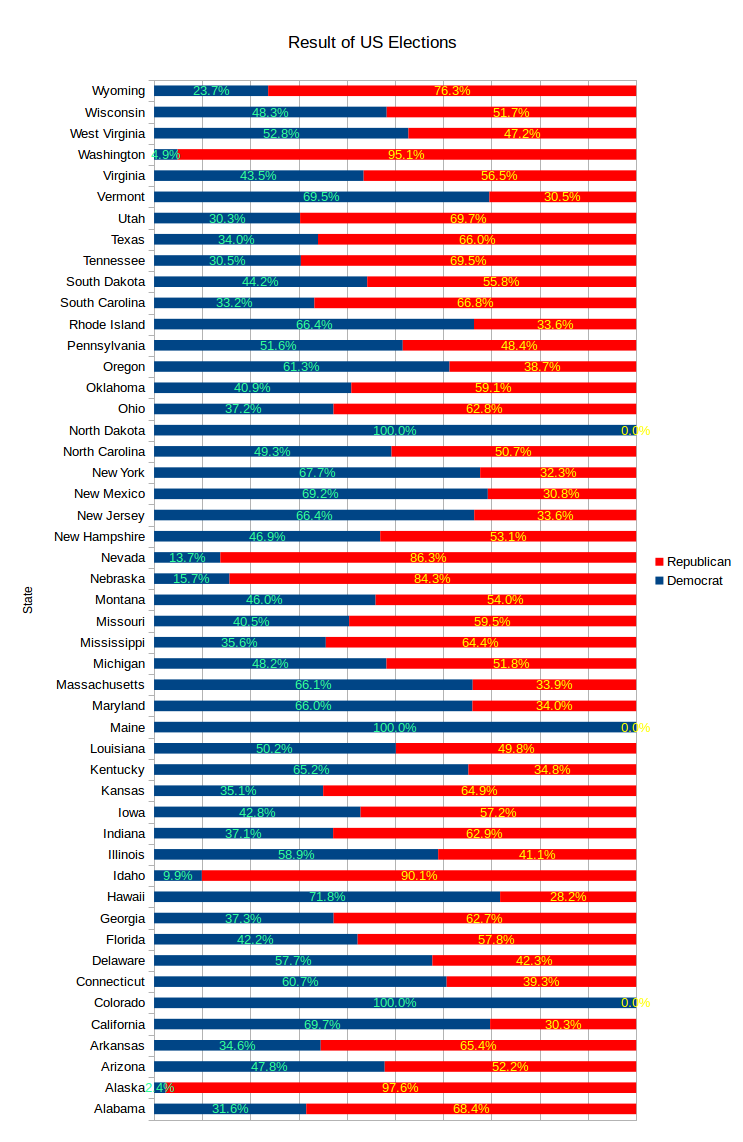 Result of US Elections
Wyoming 23.7% 76.3%
Wisconsin 48.3% 51.7%
West Virginia 52.8% 47.2%
Washington 4.9% 95.1%
Virginia 43.5% 56.5%
Vermont 69.5% 30.5%
Utah 30.3% 69.7%
Texas 34.0% 66.0%
Tennessee 30.5% 69.5%
South Dakota 44.2% 55.8%
South Carolina 33.2% 66.8%
Rhode Island 66.4% 33.6%
Pennsylvania 51.6% 48.4%
Oregon 61.3% 38.7%
Oklahoma 40.9% 59.1%
Ohio 37.2% 62.8%
North Dakota 100.0% 0.0%
North Carolina 49.3% 50.7%
New York 67.7% 32.3%
New Mexico 69.2% 30.8%
New Jersey 66.4% 33.6%
New Hampshire 46.9% 53.1%
Nevada 13.7% 86.3%
Nebraska 15.7% 84.3%
Montana 46.0% 54.0%
Missouri 40.5% 59.5%
Mississippi 35.6% 64.4%
Michigan 48.2% 51.8%
Massachusetts 66.1% 33.9%
Maryland 66.0% 34.0%
Maine 100.0% 0.0%
Louisiana 50.2% 49.8%
Kentucky 65.2% 34.8%
Kansas 35.1% 64.9%
Iowa 42.8% 57.2%
Indiana 37.1% 62.9%
Illinois 58.9% 41.1%
Idaho 9.9% 90.1%
Hawaii 71.8% 28.2%
Georgia 37.3% 62.7%
Florida 42.2% 57.8%
Delaware 57.7% 42.3%
Connecticut 60.7% 39.3%
Colorado 100.0% 0.0%
California 69.7% 30.3%
Arkansas 34.6% 65.4%
Arizona 47.8% 52.2%
Alaska 2.4% 97.6%
Alabama 31.6% 68.4%
State
Republican
Democrat